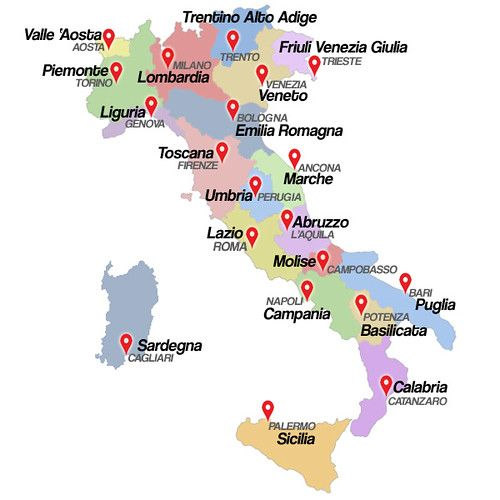 Trentino Alto Adige
Valle 'Aosta
AOSTA
Friuli Venezia Giulia
TRENTO
TRIESTE
MILANO
Piemonte
TORINO
Lombardia
VENEZIA
Veneto
Liguria
GENOVA
BOLOGNA
Emilia Romagna
Toscana
FIRENZE
ANCONA
Marche
Umbria
PERUGIA
Abruzzo
L'AQUILA
Lazio
ROMA
Molise
CAMPOBASSO
BARI
Puglia
NAPOLI
Campania
POTENZA
Basilicata
Sardegna
CAGLIARI
Calabria
CATANZARO
PALERMO
Sicilia